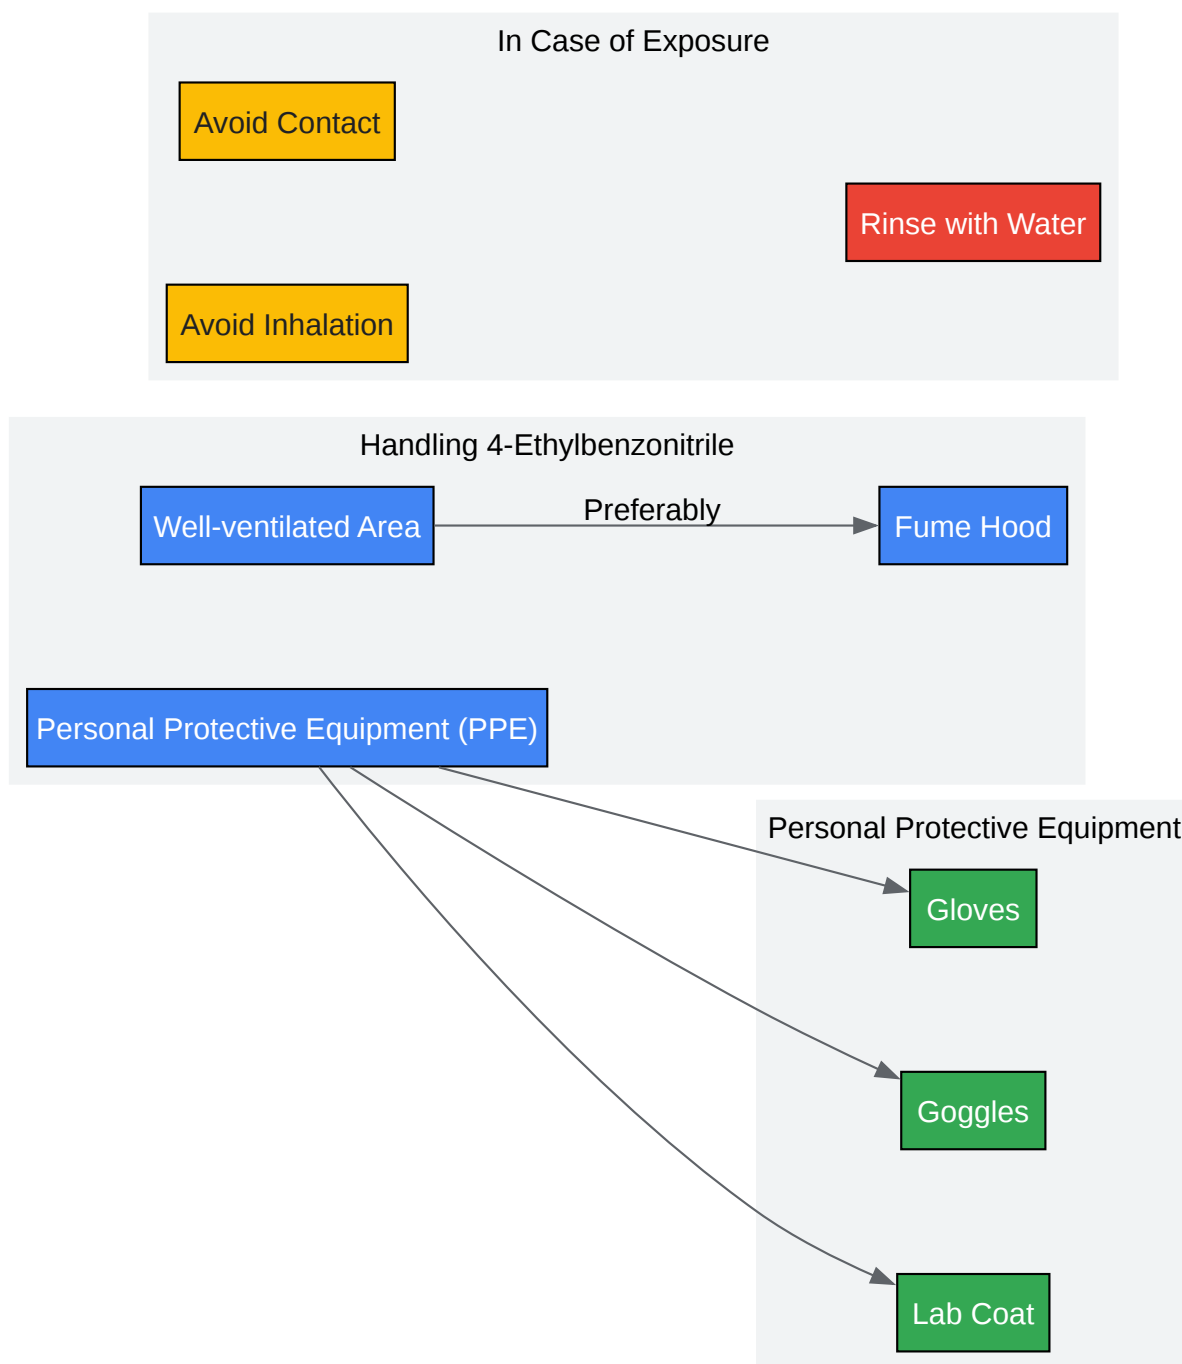 In Case of Exposure
Avoid Contact
Rinse with Water
Avoid Inhalation
Handling 4-Ethylbenzonitrile
Well-ventilated Area
Preferably
Fume Hood
Personal Protective Equipment (PPE)
Personal Protective Equipment
Gloves
Goggles
Lab Coat